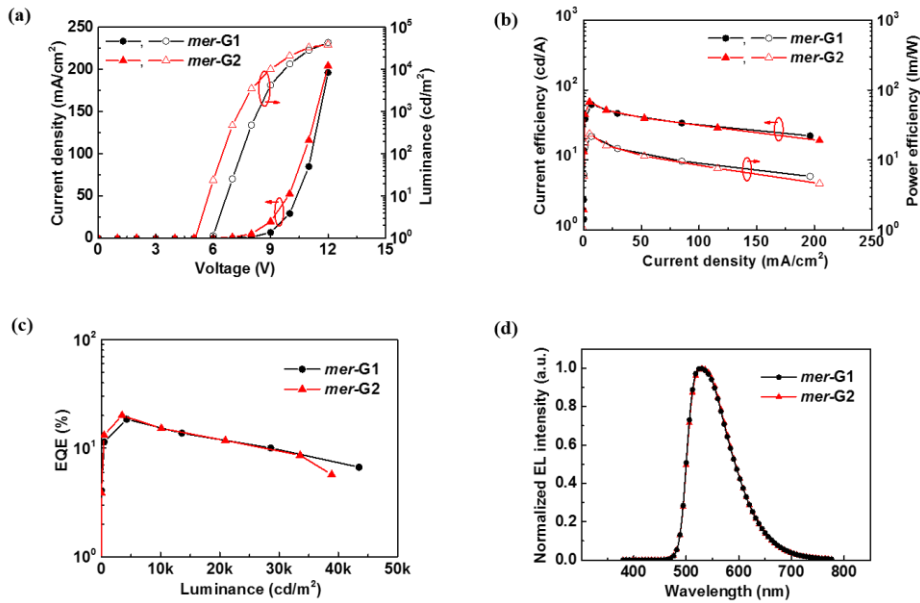 (a)
Current density (mA/cm²)
250
200
150
100
50
0
0 3 6 9 12 15
Voltage (V)
10⁵
10⁴
10³
10²
10¹
10⁰
Luminance (cd/m²)
, mer-G1
, mer-G2
(b)
Current efficiency (cd/A)
10³
10²
10¹
10⁰
0 50 100 150 200 250
Current density (mA/cm²)
10³
10²
10¹
10⁰
Power efficiency (lm/W)
, mer-G1
, mer-G2
(c)
EQE (%)
10²
10¹
10⁰
0 10k 20k 30k 40k 50k
Luminance (cd/m²)
mer-G1
mer-G2
(d)
Normalized EL intensity (a.u.)
1.0
0.8
0.6
0.4
0.2
0.0
400 500 600 700 800
Wavelength (nm)
mer-G1
mer-G2